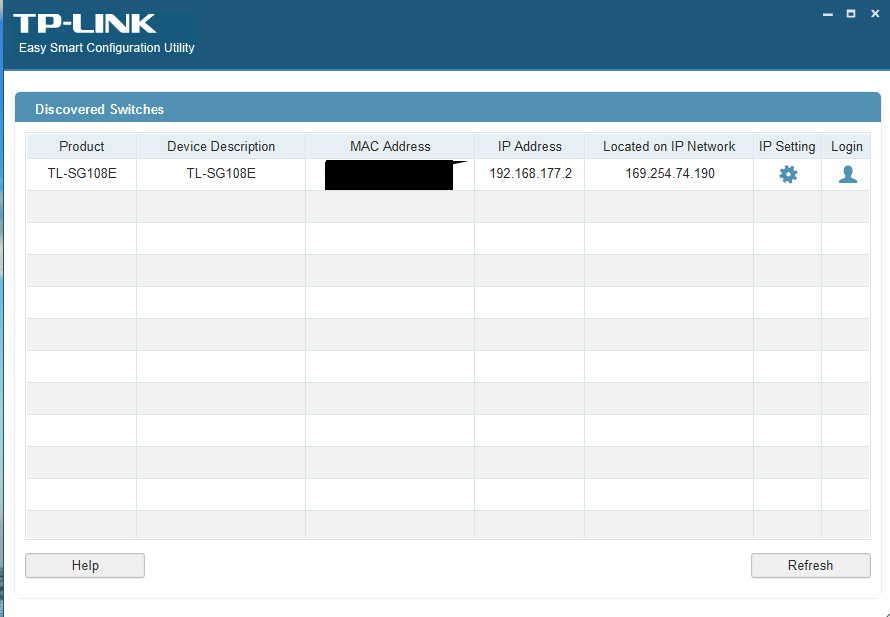 TP-LINK
Easy Smart Configuration Utility
Discovered Switches
Product Device Description MAC Address IP Address Located on IP Network IP Setting Login
TL-SG108E TL-SG108E 192.168.177.2 169.254.74.190
Help Refresh